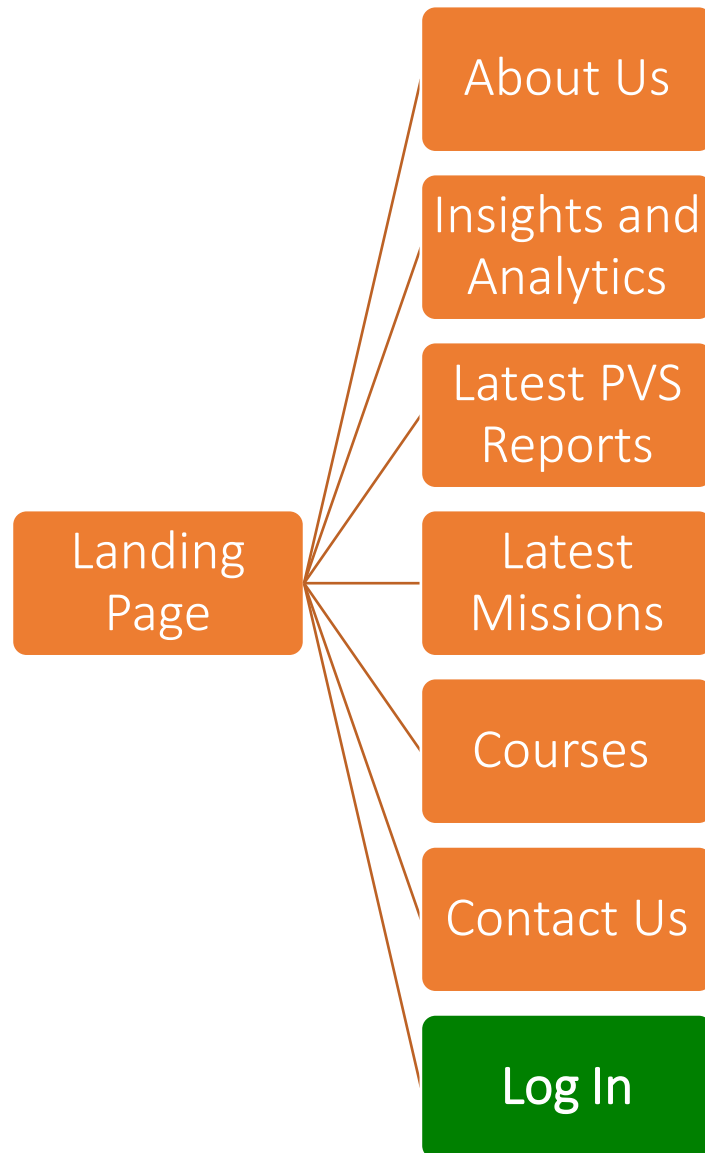 About Us
Insights and
Analytics
Latest PVS
Reports
Landing
Page
Latest
Missions
Courses
Contact Us
Log In